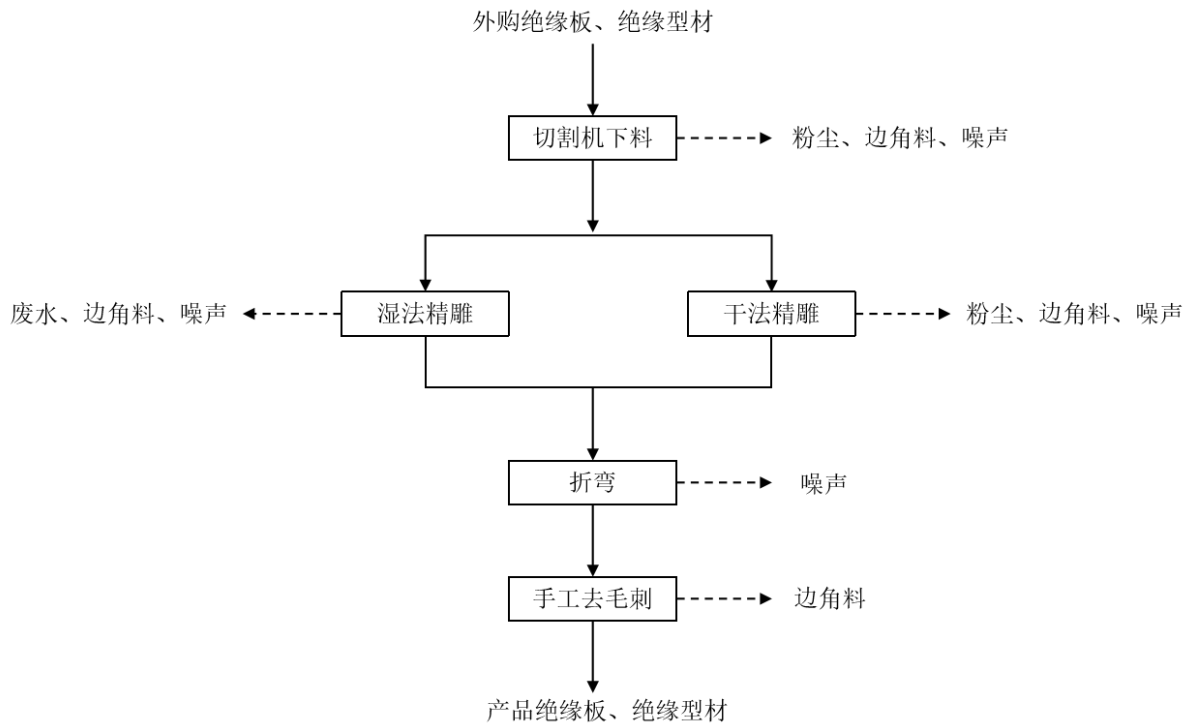 外购绝缘板、绝缘型材
切割机下料
粉尘、边角料、噪声
废水、边角料、噪声
湿法精雕
干法精雕
粉尘、边角料、噪声
折弯
噪声
手工去毛刺
边角料
产品绝缘板、绝缘型材